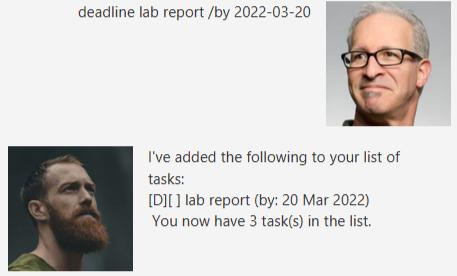 deadline lab report /by 2022-03-20
I've added the following to your list of
tasks:
[D][ ] lab report (by: 20 Mar 2022)
You now have 3 task(s) in the list.